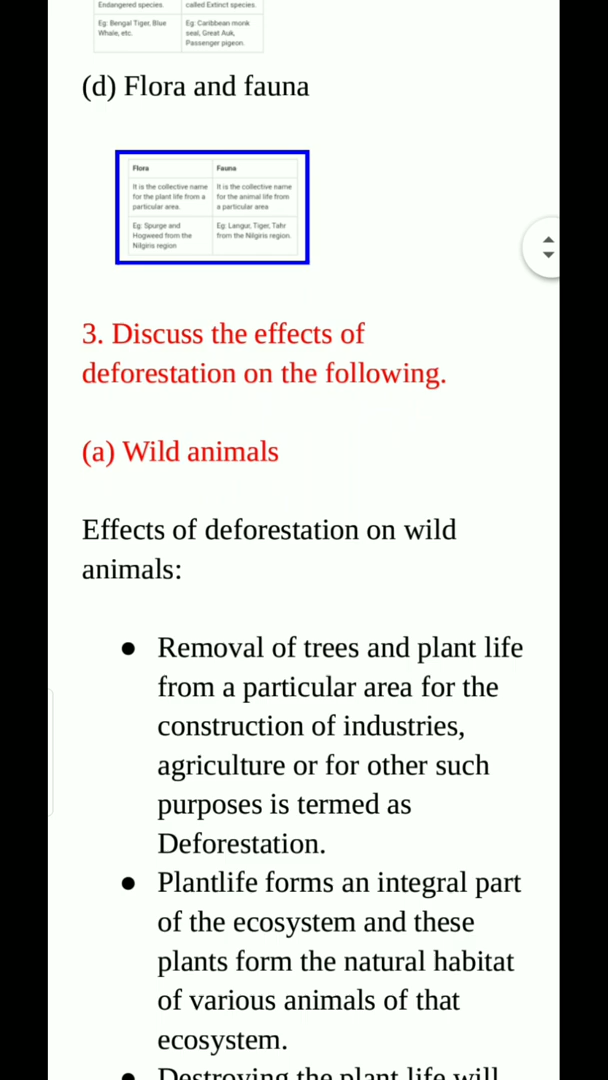 Endangered species. called Extinct species.
Eg: Bengal Tiger, Blue Eg: Caribbean monk
Whale, etc. seal, Great Auk,
Passenger pigeon.
(d) Flora and fauna
Flora Fauna
It is the collective name It is the collective name
for the plant life from a for the animal life from
particular area. a particular area
Eg: Spurge and Eg: Langur, Tiger, Tahr
Hogweed from the from the Nilgiris region.
Nilgiris region
3. Discuss the effects of
deforestation on the following.
(a) Wild animals
Effects of deforestation on wild
animals:
● Removal of trees and plant life
from a particular area for the
construction of industries,
agriculture or for other such
purposes is termed as
Deforestation.
● Plantlife forms an integral part
of the ecosystem and these
plants form the natural habitat
of various animals of that
ecosystem.
● Destroying the plant life will